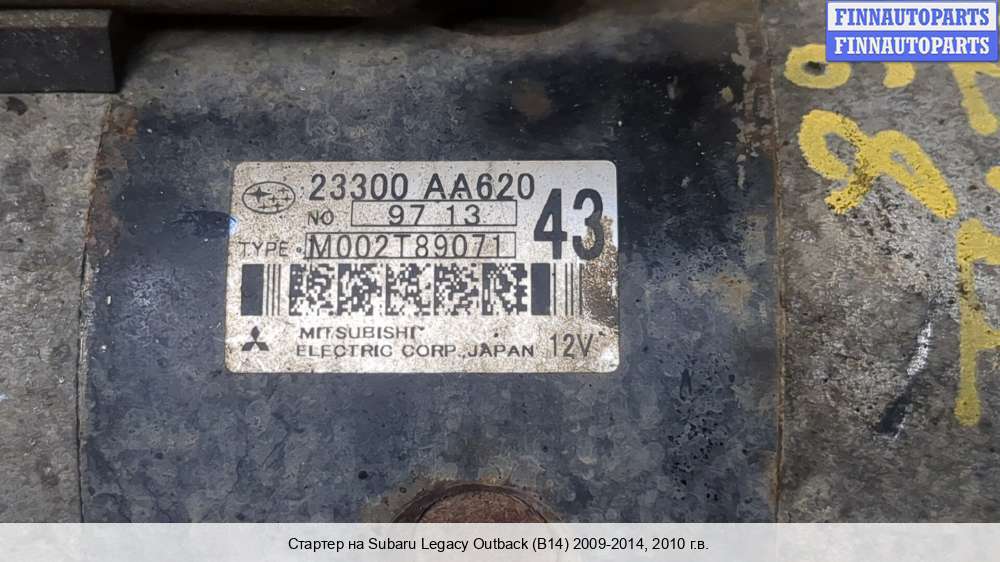 FINNAUTOPARTS
FINNAUTOPARTS
23300 AA620
NO 97 13
43
TYPE M002T89071
MITSUBISHI
ELECTRIC CORP., JAPAN 12V
Стартер на Subaru Legacy Outback (B14) 2009-2014, 2010 г.в.